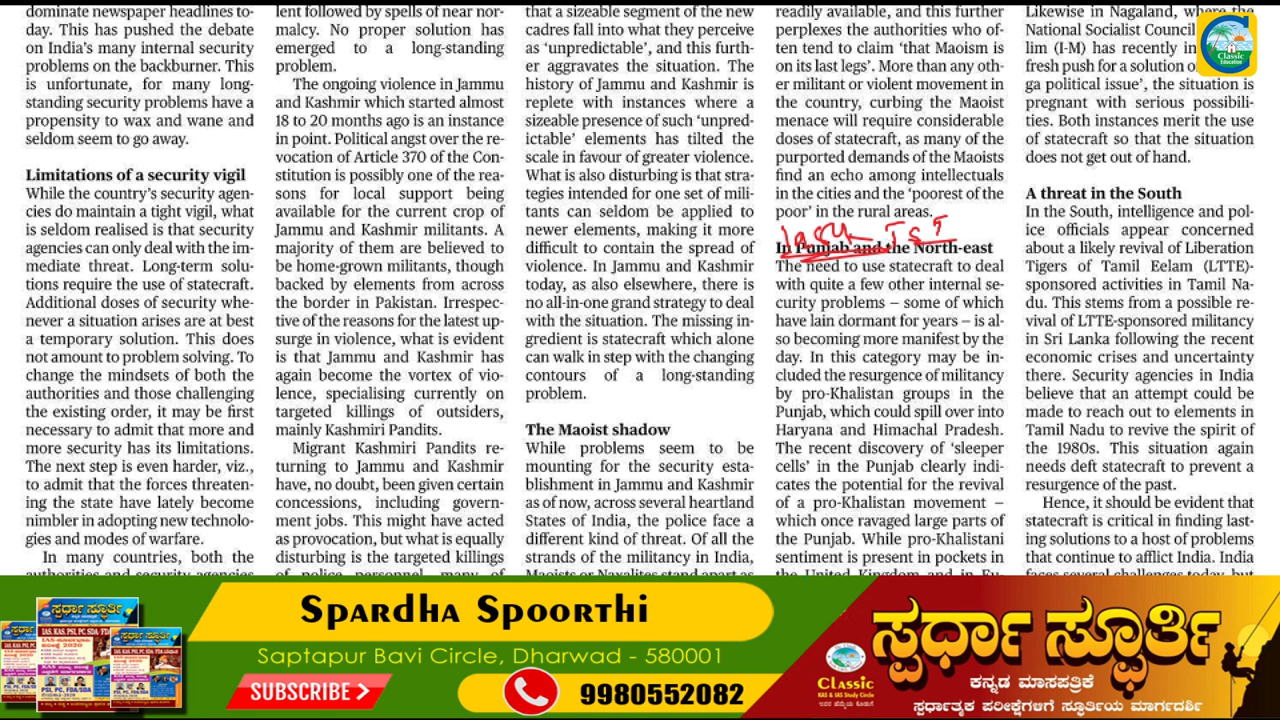 dominate newspaper headlines to-
day. This has pushed the debate
on India's many internal security
problems on the backburner. This
is unfortunate, for many long-
standing security problems have a
propensity to wax and wane and
seldom seem to go away.
Limitations of a security vigil
While the country's security agen-
cies do maintain a tight vigil, what
is seldom realised is that security
agencies can only deal with the im-
mediate threat. Long-term solu-
tions require the use of statecraft.
Additional doses of security whe-
never a situation arises are at best
a temporary solution. This does
not amount to problem solving. To
change the mindsets of both the
authorities and those challenging
the existing order, it may be first
necessary to admit that more and
more security has its limitations.
The next step is even harder, viz.,
to admit that the forces threaten-
ing the state have lately become
nimbler in adopting new technolo-
gies and modes of warfare.
In many countries, both the
authorities and security agencies
lent followed by spells of near nor-
malcy. No proper solution has
emerged to a long-standing
problem.
The ongoing violence in Jammu
and Kashmir which started almost
18 to 20 months ago is an instance
in point. Political angst over the re-
vocation of Article 370 of the Con-
stitution is possibly one of the rea-
sons for local support being
available for the current crop of
Jammu and Kashmir militants. A
majority of them are believed to
be home-grown militants, though
backed by elements from across
the border in Pakistan. Irrespec-
tive of the reasons for the latest up-
surge in violence, what is evident
is that Jammu and Kashmir has
again become the vortex of vio-
lence, specialising currently on
targeted killings of outsiders,
mainly Kashmiri Pandits.
Migrant Kashmiri Pandits re-
turning to Jammu and Kashmir
have, no doubt, been given certain
concessions, including govern-
ment jobs. This might have acted
as provocation, but what is equally
disturbing is the targeted killings
of police personnel, many of
that a sizeable segment of the new
cadres fall into what they perceive
as 'unpredictable', and this furth-
er aggravates the situation. The
history of Jammu and Kashmir is
replete with instances where a
sizeable presence of such 'unpred-
ictable' elements has tilted the
scale in favour of greater violence.
What is also disturbing is that stra-
tegies intended for one set of mili-
tants can seldom be applied to
newer elements, making it more
difficult to contain the spread of
violence. In Jammu and Kashmir
today, as also elsewhere, there is
no all-in-one grand strategy to deal
with the situation. The missing in-
gredient is statecraft which alone
can walk in step with the changing
contours of a long-standing
problem.
The Maoist shadow
While problems seem to be
mounting for the security esta-
blishment in Jammu and Kashmir
as of now, across several heartland
States of India, the police face a
different kind of threat. Of all the
strands of the militancy in India,
Maoists or Naxalites stand apart as
readily available, and this further
perplexes the authorities who of-
ten tend to claim 'that Maoism is
on its last legs'. More than any oth-
er militant or violent movement in
the country, curbing the Maoist
menace will require considerable
doses of statecraft, as many of the
purported demands of the Maoists
find an echo among intellectuals
in the cities and the 'poorest of the
poor' in the rural areas.
In Punjab and the North-east
The need to use statecraft to deal
with quite a few other internal se-
curity problems – some of which
have lain dormant for years – is al-
so becoming more manifest by the
day. In this category may be in-
cluded the resurgence of militancy
by pro-Khalistan groups in the
Punjab, which could spill over into
Haryana and Himachal Pradesh.
The recent discovery of 'sleeper
cells' in the Punjab clearly indi-
cates the potential for the revival
of a pro-Khalistan movement –
which once ravaged large parts of
the Punjab. While pro-Khalistani
sentiment is present in pockets in
the United Kingdom and in Eu-
Likewise in Nagaland, where the
National Socialist Council
lim (I-M) has recently in
fresh push for a solution o
ga political issue', the situation is
pregnant with serious possibili-
ties. Both instances merit the use
of statecraft so that the situation
does not get out of hand.
A threat in the South
In the South, intelligence and pol-
ice officials appear concerned
about a likely revival of Liberation
Tigers of Tamil Eelam (LTTE)-
sponsored activities in Tamil Na-
du. This stems from a possible re-
vival of LTTE-sponsored militancy
in Sri Lanka following the recent
economic crises and uncertainty
there. Security agencies in India
believe that an attempt could be
made to reach out to elements in
Tamil Nadu to revive the spirit of
the 1980s. This situation again
needs deft statecraft to prevent a
resurgence of the past.
Hence, it should be evident that
statecraft is critical in finding last-
ing solutions to a host of problems
that continue to afflict India. India
faces several challenges today, but
Classic
Education
Spardha Spoorthi
Saptapur Bavi Circle, Dharwad - 580001
SUBSCRIBE
9980552082
ಸ್ಪರ್ಧಾ ಸ್ಫೂರ್ತಿ
ಕನ್ನಡ ಮಾಸಪತ್ರಿಕೆ
ಸ್ಪರ್ಧಾತ್ಮಕ ಪರೀಕ್ಷೆಗಳಿಗೆ ಸ್ಫೂರ್ತಿಯ ಮಾರ್ಗದರ್ಶಿ
Classic
KAS & IAS Study Circle